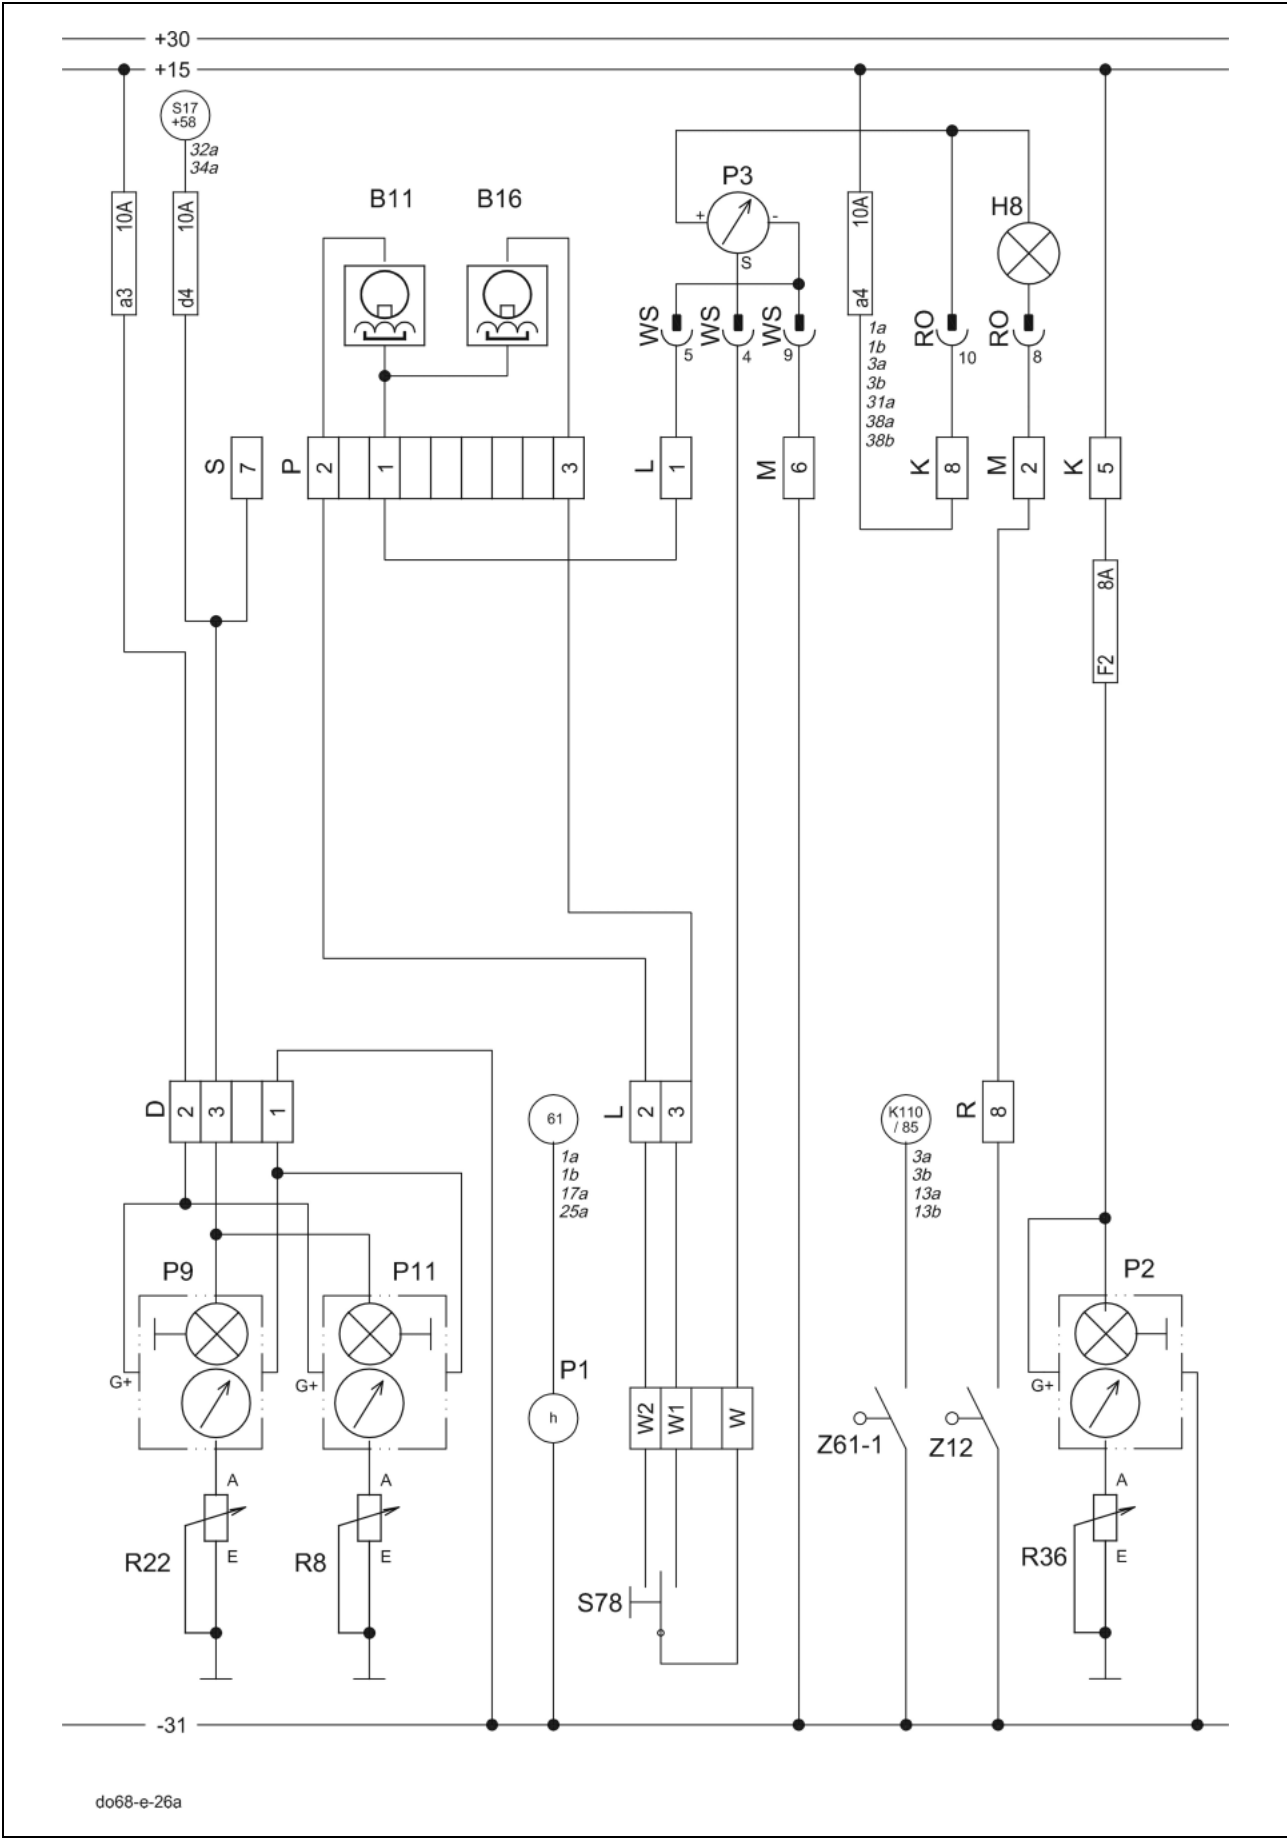 +30
+15
S17
+58
32a
34a
10A
a3
10A
d4
B11
B16
P3
+
-
S
10A
a4
H8
WS
5
WS
4
WS
9
1a
1b
3a
3b
31a
38a
38b
RO
10
RO
8
S
7
P
2
1
3
L
1
M
6
K
8
M
2
K
5
8A
F2
D
2
3
1
61
1a
1b
17a
25a
L
2
3
K110
/ 85
3a
3b
13a
13b
R
8
P9
P11
P2
G+
G+
G+
P1
h
W2
W1
W
Z61-1
Z12
A
A
A
R22
E
R8
E
R36
E
S78
-31
do68-e-26a